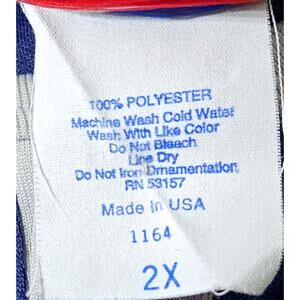 100% POLYESTER
Machine Wash Cold Water
Wash With Like Color
Do Not Bleach
Line Dry
Do Not Iron Ornamentation
RN 53157
Made In USA
1164
2X